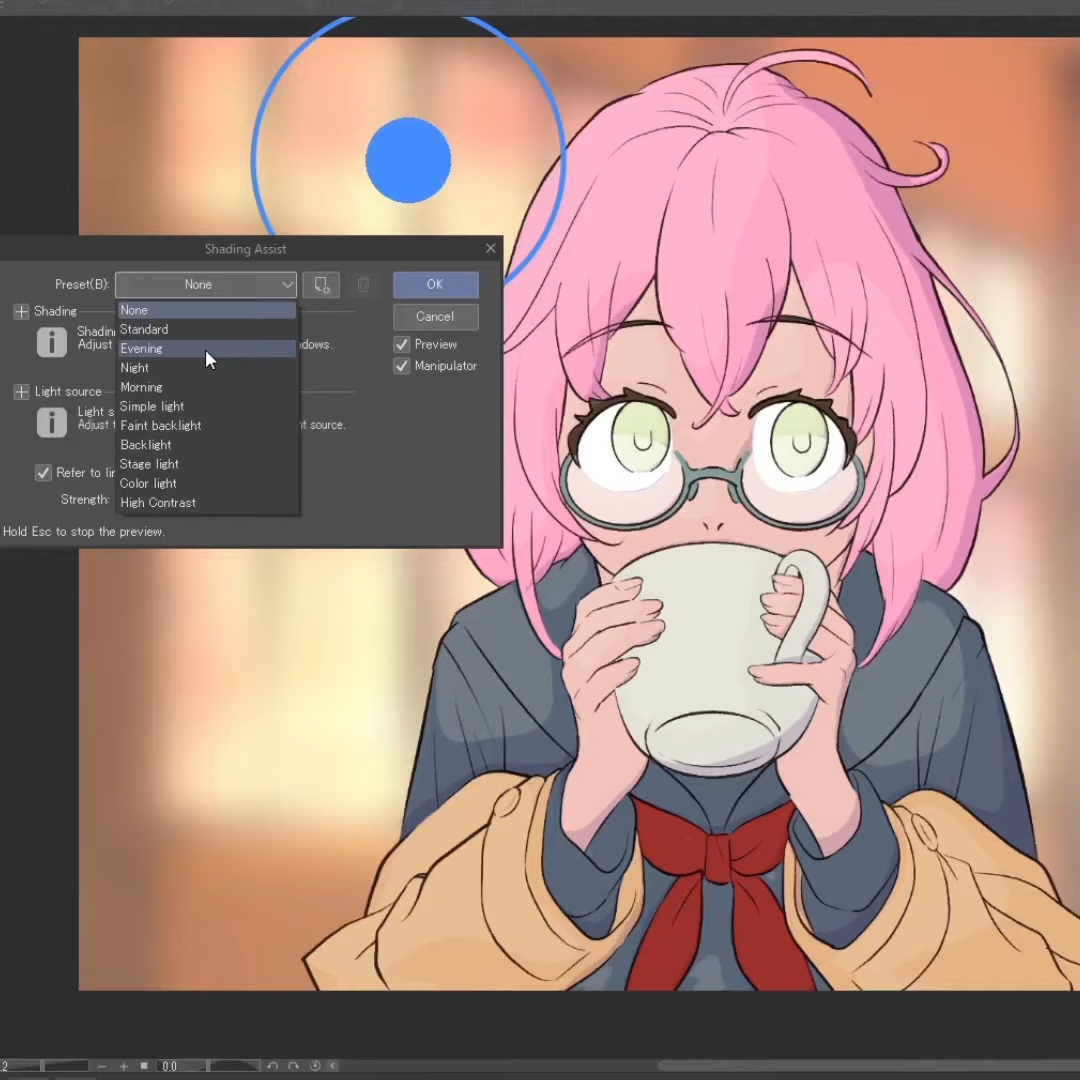 Shading Assist
Preset(B): None
OK
None
Shading
Standard
Cancel
Adjust
Evening
dows.
Preview
Night
Manipulator
Morning
Light source
Simple light
Light s
Adjust
Faint backlight
nt source.
Backlight
Stage light
Refer to
Color light
Strength:
High Contrast
Hold Esc to stop the preview.
0.0